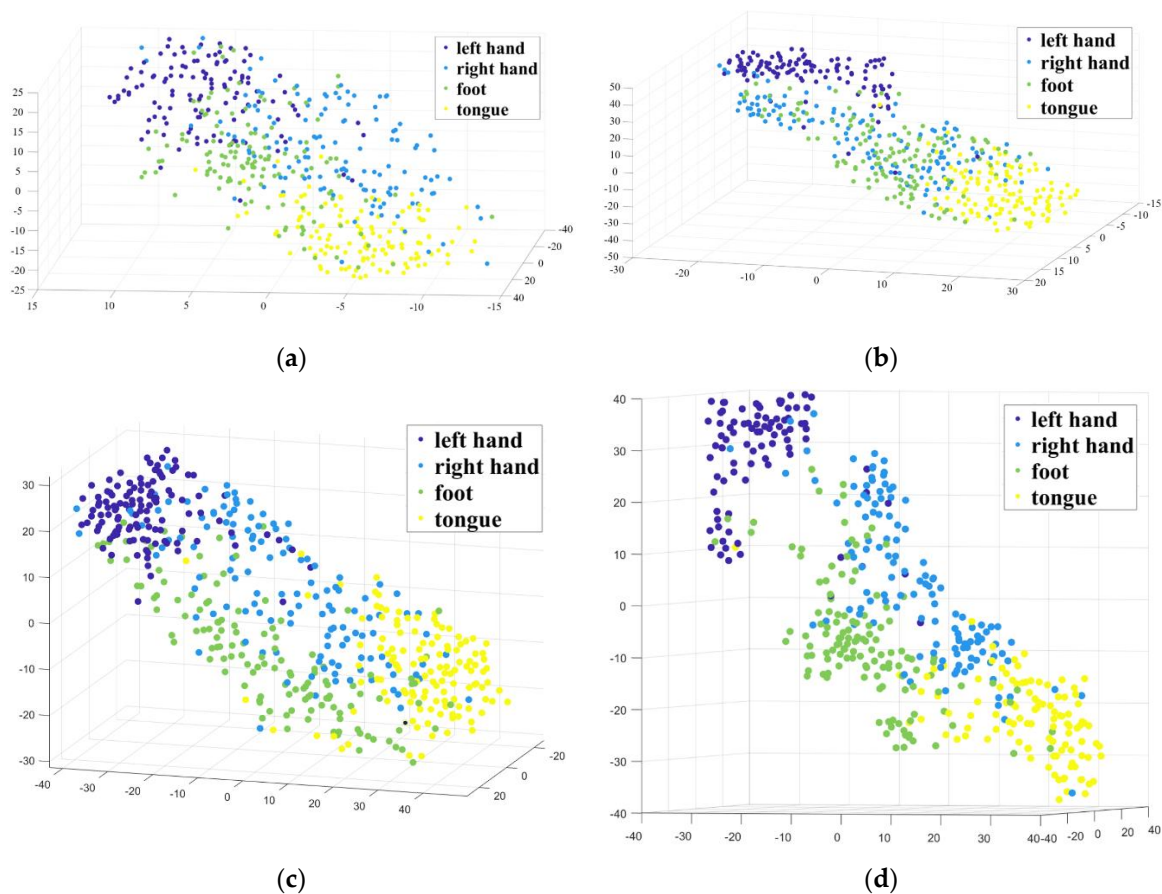 left hand
right hand
foot
tongue
25
20
15
10
5
0
-5
-10
-15
-20
-25
15 10 5 0 -5 -10 -15
40
20
0
-20
-40
(a)
left hand
right hand
foot
tongue
50
40
30
20
10
0
-10
-20
-30
-40
-50
-30 -20 -10 0 10 20 30
20
15
10
5
0
-5
-10
-15
(b)
left hand
right hand
foot
tongue
30
20
10
0
-10
-20
-30
-40 -30 -20 -10 0 10 20 30 40
20
0
-20
(c)
left hand
right hand
foot
tongue
40
30
20
10
0
-10
-20
-30
-40
-40 -30 -20 -10 0 10 20 30 40 -40 -20 0 20 40
(d)